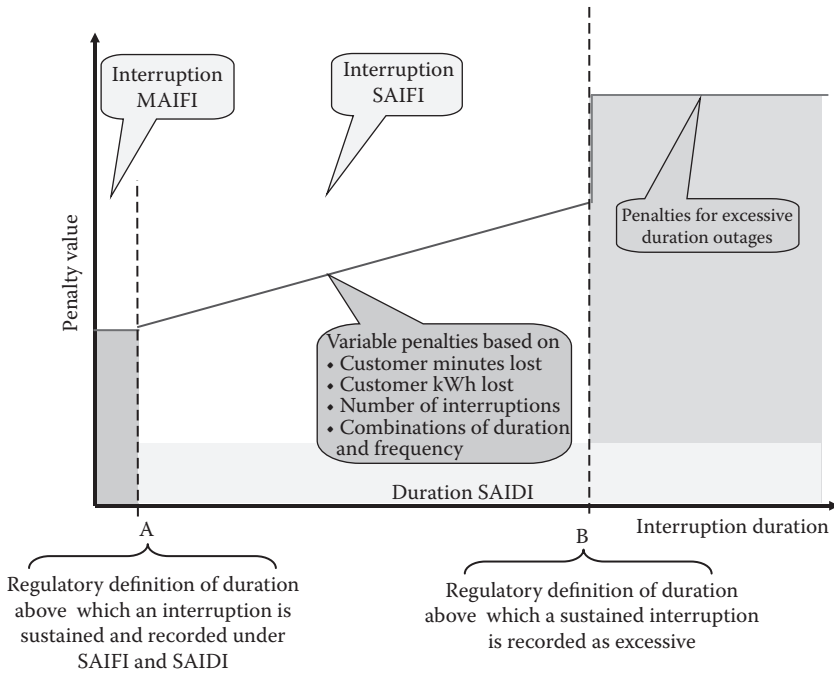 Interruption
MAIFI
Interruption
SAIFI
Penalties for excessive
duration outages
Penalty value
Variable penalties based on
• Customer minutes lost
• Customer kWh lost
• Number of interruptions
• Combinations of duration
and frequency
Duration SAIDI
Interruption duration
A
Regulatory definition of duration
above which an interruption is
sustained and recorded under
SAIFI and SAIDI
B
Regulatory definition of duration
above which a sustained interruption
is recorded as excessive